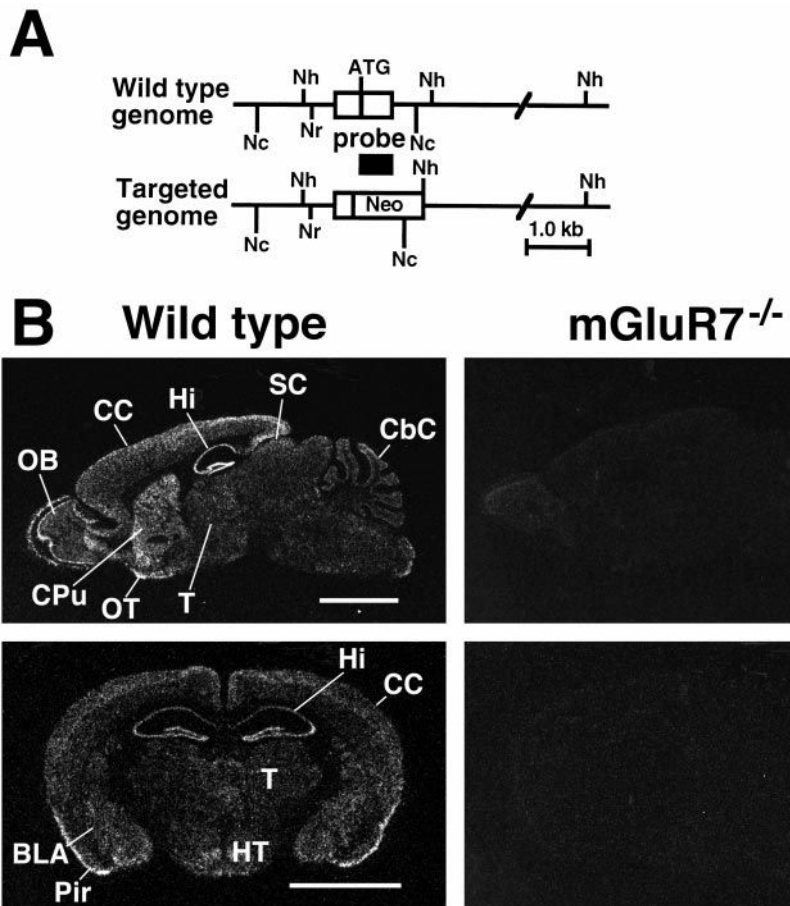 A
Wild type
genome
Nh
ATG
Nh
Nh
Nc
Nr
probe
Nc
Targeted
genome
Nh
Nh
Nh
Neo
Nc
Nr
Nc
1.0 kb
B
Wild type
mGluR7-/-
OB
CC
Hi
SC
CbC
CPu
OT
T
Hi
CC
T
BLA
HT
Pir